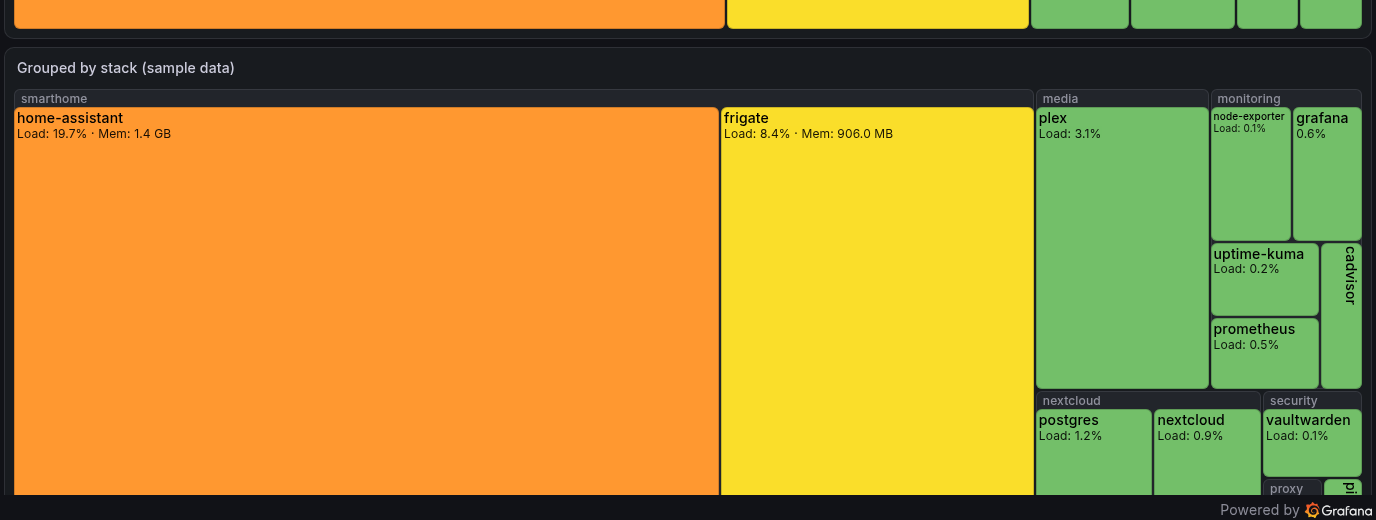 Grouped by stack (sample data)
smarthome
home-assistant
Load: 19.7% · Mem: 1.4 GB
frigate
Load: 8.4% · Mem: 906.0 MB
media
plex
Load: 3.1%
monitoring
node-exporter
Load: 0.1%
grafana
0.6%
uptime-kuma
Load: 0.2%
cadvisor
prometheus
Load: 0.5%
nextcloud
postgres
Load: 1.2%
nextcloud
Load: 0.9%
security
vaultwarden
Load: 0.1%
proxy
Powered by Grafana